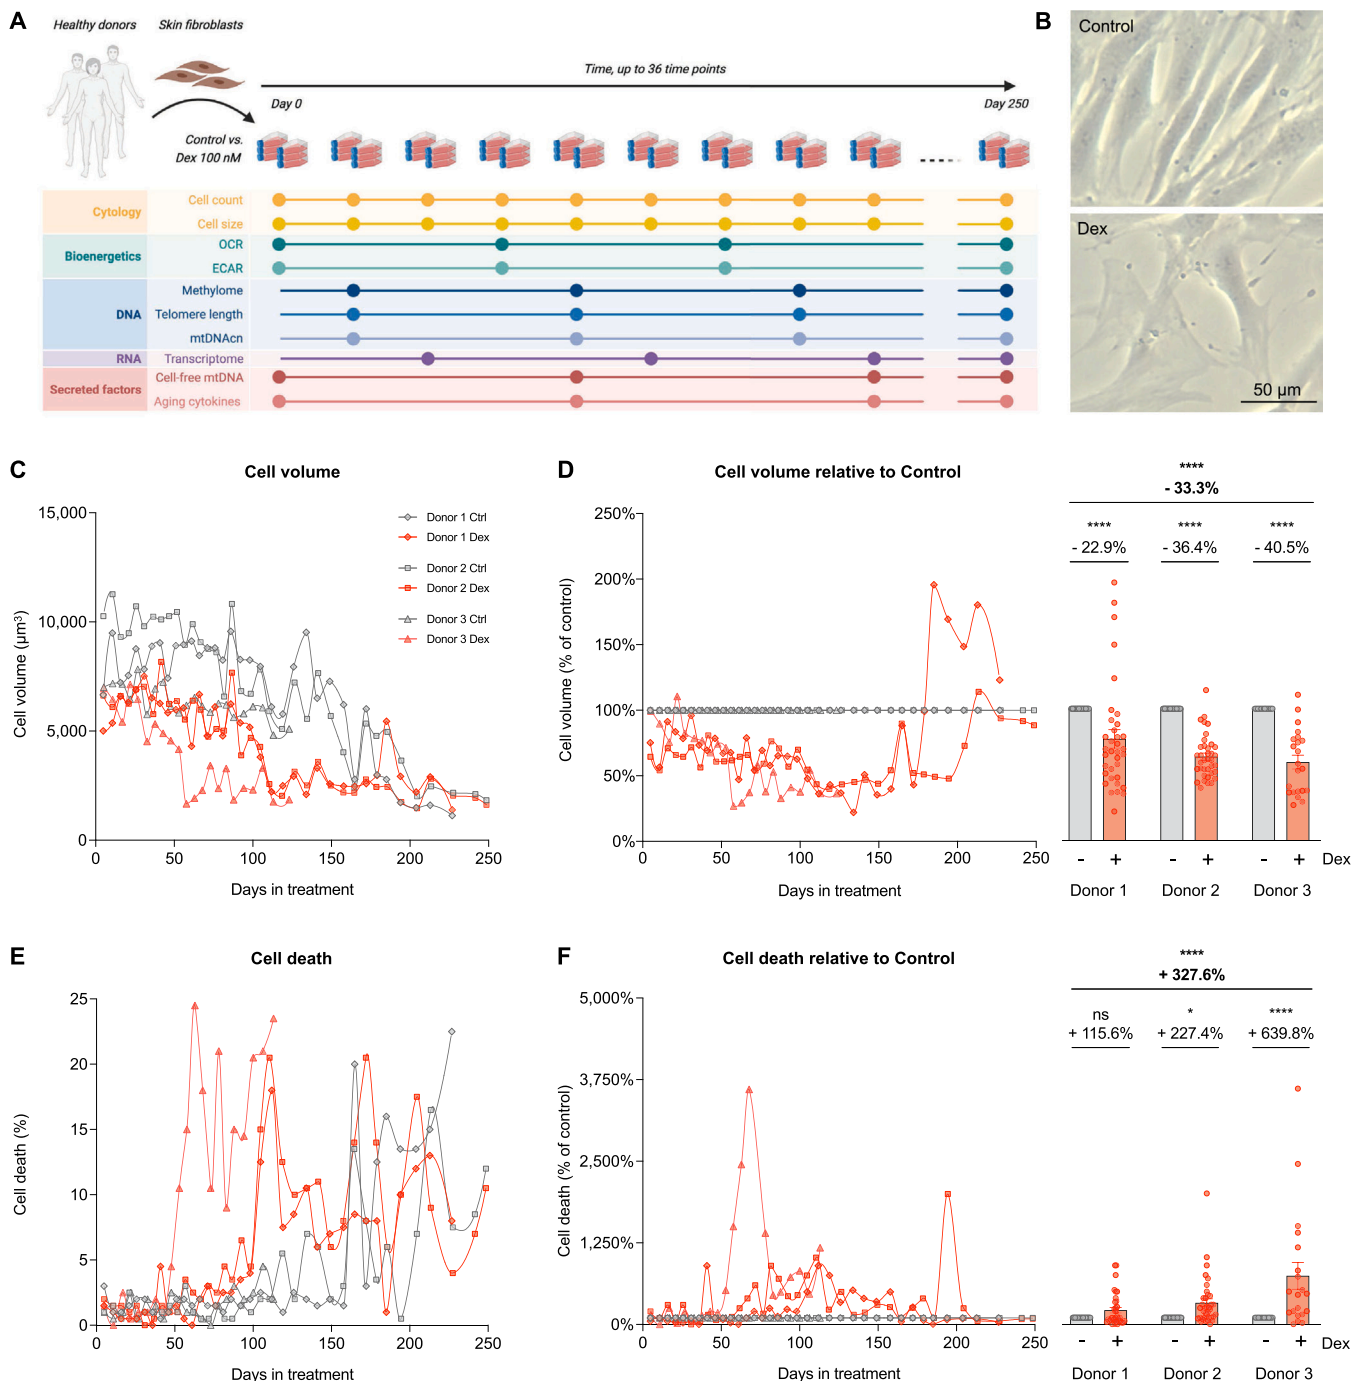 A
Healthy donors
Skin fibroblasts
Time, up to 36 time points
Day 0
Day 250
Control vs.
Dex 100 nM
Cytology
Cell count
Cell size
Bioenergetics
OCR
ECAR
DNA
Methylome
Telomere length
mtDNAcn
RNA
Transcriptome
Secreted factors
Cell-free mtDNA
Aging cytokines
B
Control
Dex
50 µm
C
Cell volume
15,000
10,000
5,000
0
Cell volume (µm³)
0 50 100 150 200 250
Days in treatment
Donor 1 Ctrl
Donor 1 Dex
Donor 2 Ctrl
Donor 2 Dex
Donor 3 Ctrl
Donor 3 Dex
D
Cell volume relative to Control
250%
200%
150%
100%
50%
0%
Cell volume (% of control)
0 50 100 150 200 250
Days in treatment
****
- 33.3%
**** **** ****
- 22.9% - 36.4% - 40.5%
- + - + - + Dex
Donor 1 Donor 2 Donor 3
E
Cell death
25
20
15
10
5
0
Cell death (%)
0 50 100 150 200 250
Days in treatment
F
Cell death relative to Control
5,000%
3,750%
2,500%
1,250%
0%
Cell death (% of control)
0 50 100 150 200 250
Days in treatment
****
+ 327.6%
ns * ****
+ 115.6% + 227.4% + 639.8%
- + - + - + Dex
Donor 1 Donor 2 Donor 3